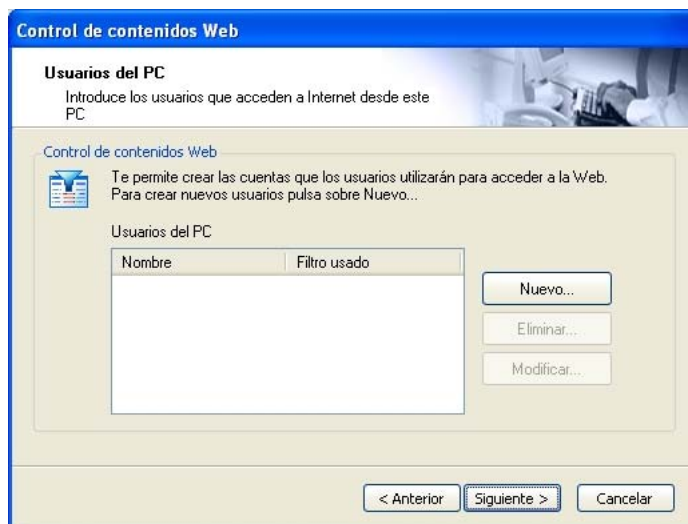 Control de contenidos Web
Usuarios del PC
Introduce los usuarios que acceden a Internet desde este
PC
Control de contenidos Web
Te permite crear las cuentas que los usuarios utilizarán para acceder a la Web.
Para crear nuevos usuarios pulsa sobre Nuevo...
Usuarios del PC
Nombre Filtro usado
Nuevo...
Eliminar...
Modificar...
< Anterior Siguiente > Cancelar